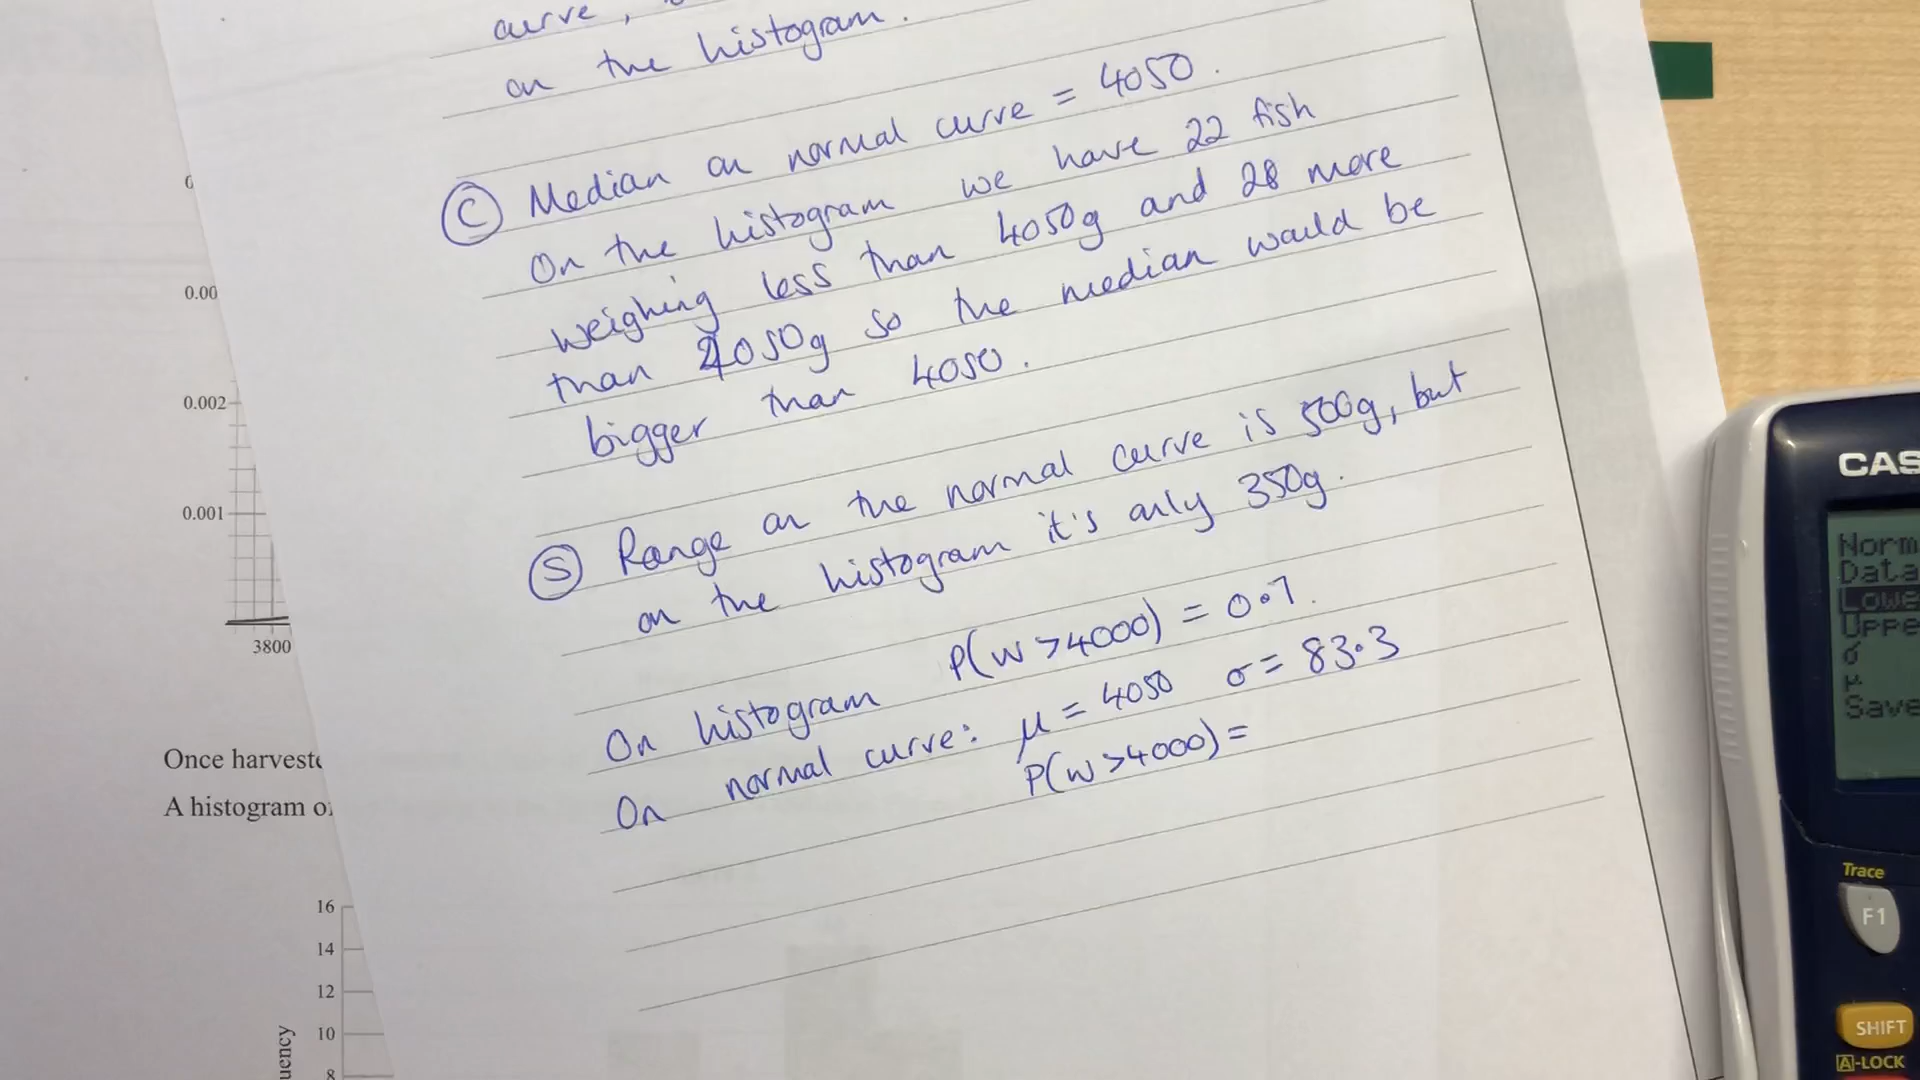 curve,
on the histogram.
Ⓒ Median on normal curve = 4050.
On the histogram we have 22 fish
weighing less than 4050g and 28 more
than 4050g so the median would be
bigger than 4050.
Ⓢ Range on the normal curve is 500g, but
on the histogram it's only 350g.
On histogram P(W>4000) = 0.7.
On normal curve: μ = 4050 σ = 83.3
P(W>4000) =
0.00
0.002
0.001
3800
Once
A histogram
16
14
12
10
8
CAS
Norm
Data
Lowe
Uppe
σ
μ
Save
Trace
F1
SHIFT
A-LOCK